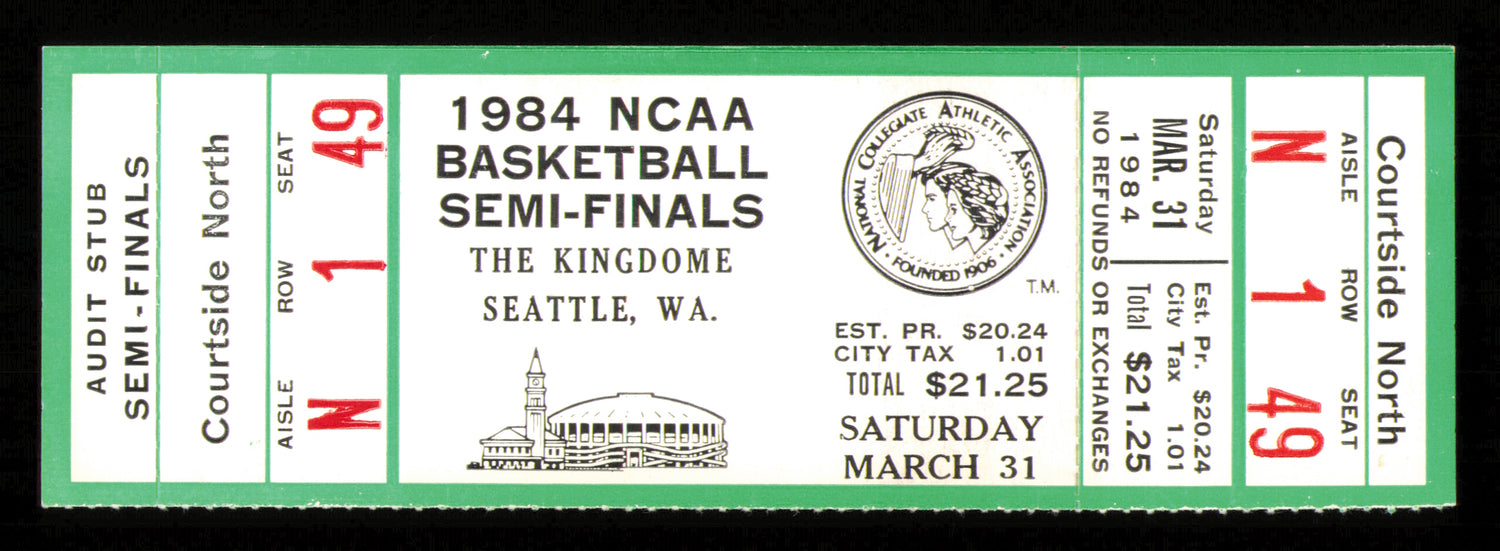 AUDIT STUB
SEMI-FINALS
Courtside North
AISLE ROW SEAT
N 1 49
1984 NCAA
BASKETBALL
SEMI-FINALS
THE KINGDOME
SEATTLE, WA.
NATIONAL COLLEGIATE ATHLETIC ASSOCIATION
• FOUNDED 1906 •
T.M.
EST. PR. $20.24
CITY TAX 1.01
TOTAL $21.25
SATURDAY
MARCH 31
Saturday
MAR. 31
1984
Est. Pr. $20.24
City Tax 1.01
Total $21.25
NO REFUNDS OR EXCHANGES
Courtside North
AISLE ROW SEAT
N 1 49